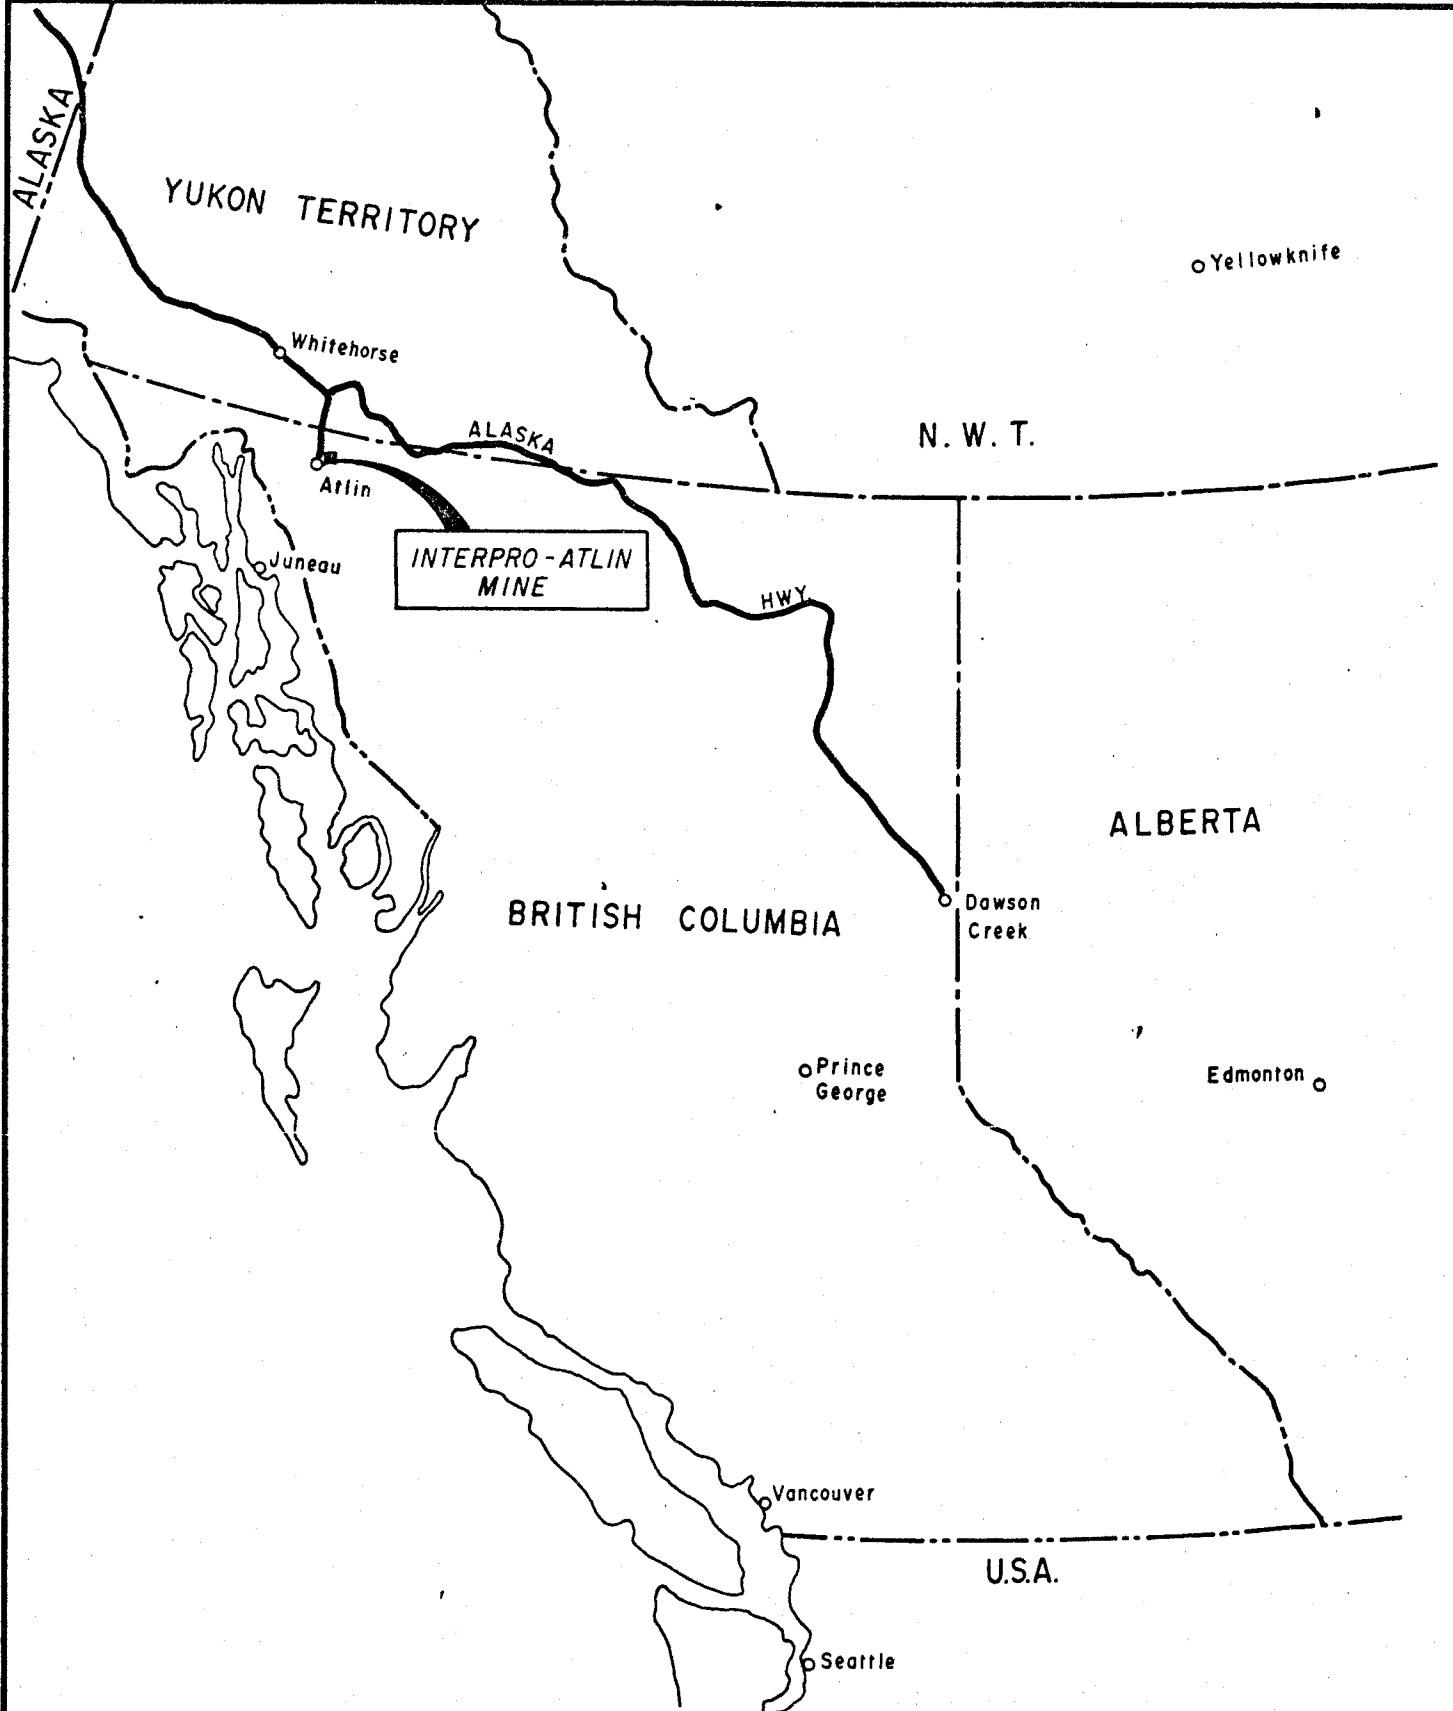 ALASKA
YUKON TERRITORY
Yellowknife
Whitehorse
N. W. T.
ALASKA
Atlin
INTERPRO-ATLIN
MINE
Juneau
HWY.
ALBERTA
BRITISH COLUMBIA
Dawson
Creek
Prince
George
Edmonton
Vancouver
U.S.A.
Seattle